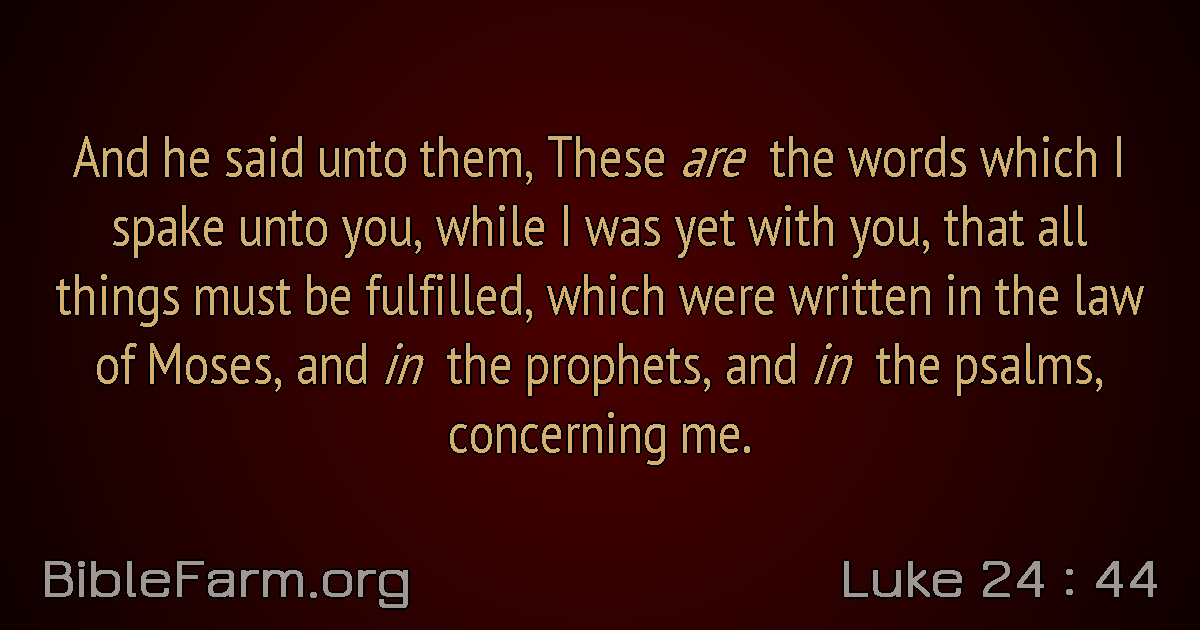 And he said unto them, These are the words which I
spake unto you, while I was yet with you, that all
things must be fulfilled, which were written in the law
of Moses, and in the prophets, and in the psalms,
concerning me.
BibleFarm.org
Luke 24 : 44